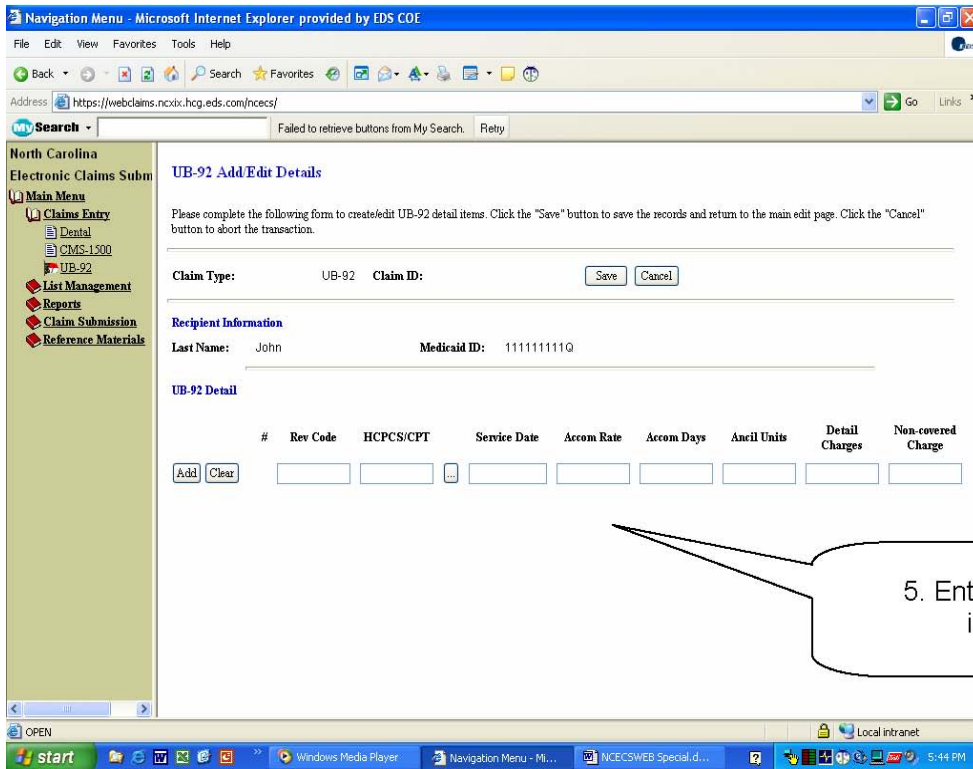 Navigation Menu - Microsoft Internet Explorer provided by EDS COE
File Edit View Favorites Tools Help
Back Search Favorites
Address https://webclaims.ncxix.hcg.eds.com/ncecs/ Go Links
My Search Failed to retrieve buttons from My Search. Retry
North Carolina
Electronic Claims Subm
Main Menu
Claims Entry
Dental
CMS-1500
UB-92
List Management
Reports
Claim Submission
Reference Materials
UB-92 Add/Edit Details
Please complete the following form to create/edit UB-92 detail items. Click the "Save" button to save the records and return to the main edit page. Click the "Cancel"
button to abort the transaction.
Claim Type: UB-92 Claim ID: Save Cancel
Recipient Information
Last Name: John Medicaid ID: 111111111Q
UB-92 Detail
# Rev Code HCPCS/CPT Service Date Accom Rate Accom Days Ancil Units Detail Charges Non-covered Charge
Add Clear ...
5. Ent
i
OPEN Local intranet
start Windows Media Player Navigation Menu - Mi... NCECSWEB Special.d... 5:44 PM